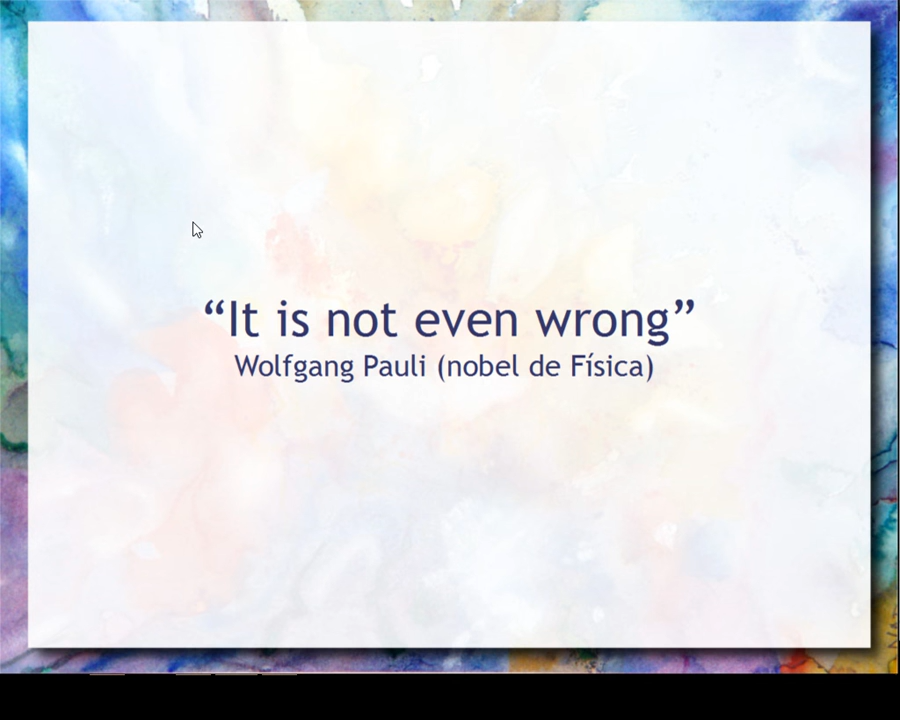 “It is not even wrong”
Wolfgang Pauli (nobel de Física)